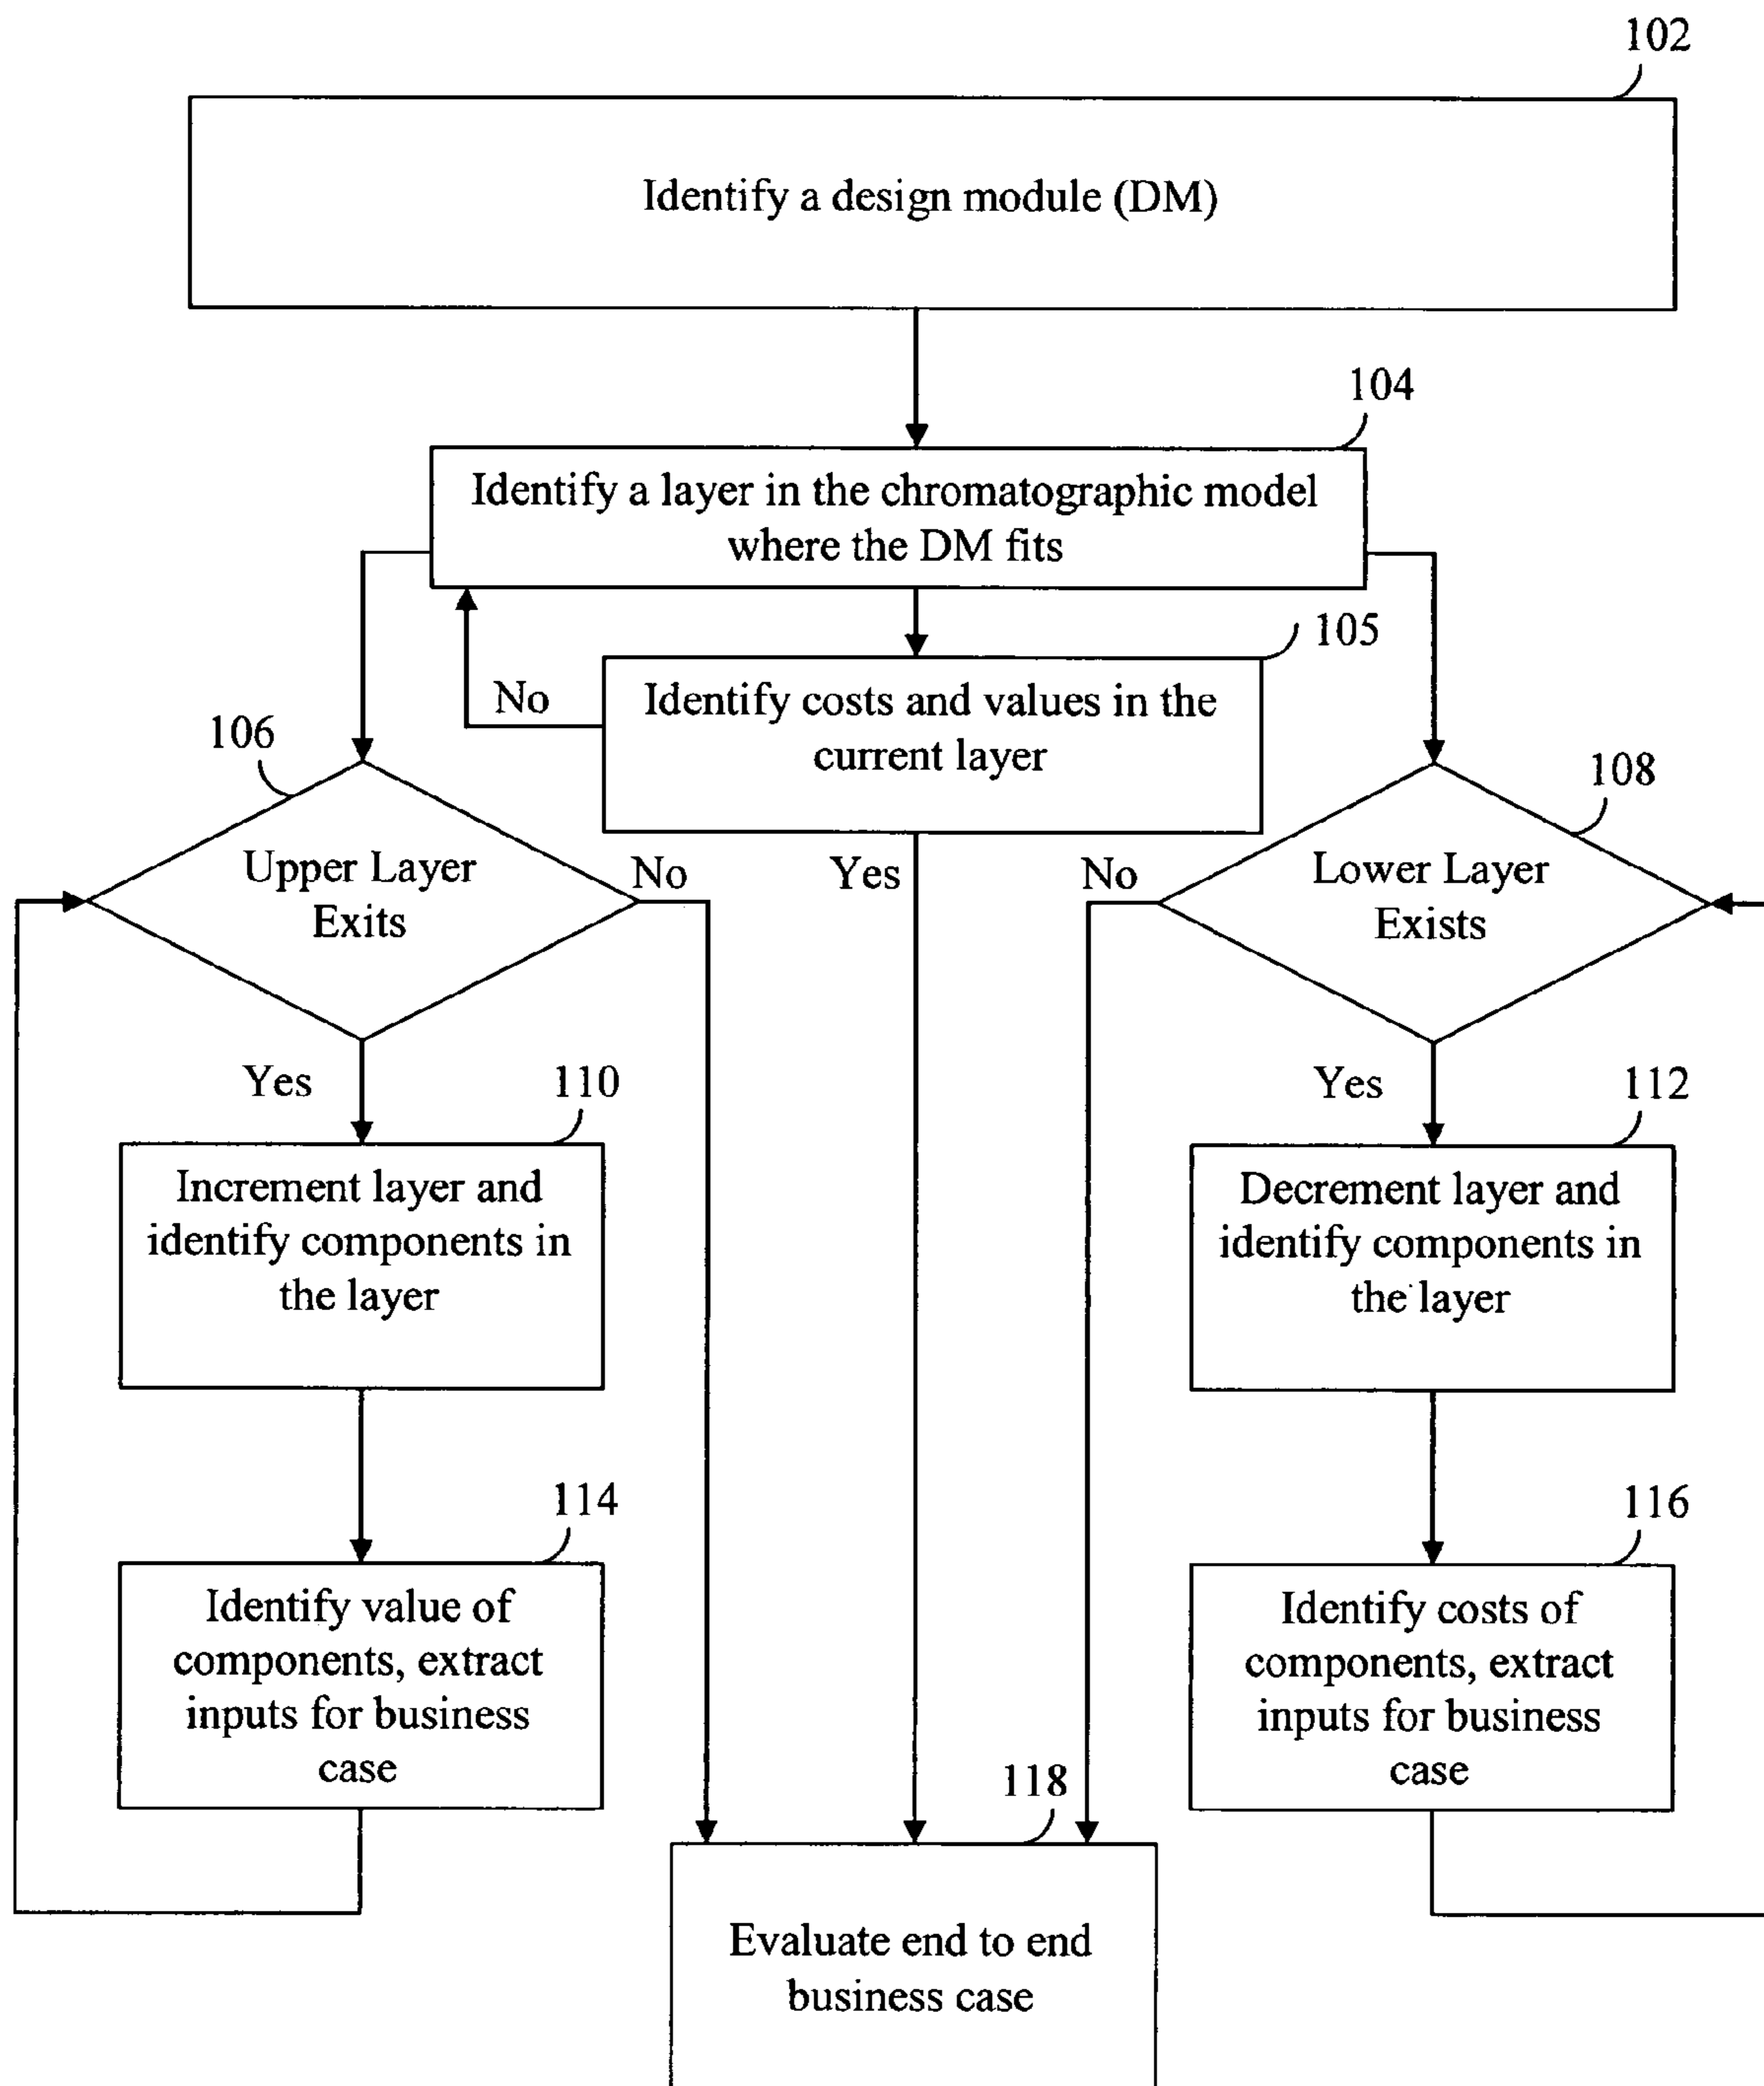 102
Identify a design module (DM)
104
Identify a layer in the chromatographic model
where the DM fits
105
No
Identify costs and values in the
current layer
106
108
Upper Layer
Exits
No
Yes
No
Lower Layer
Exists
Yes
110
Yes
112
Increment layer and
identify components in
the layer
Decrement layer and
identify components in
the layer
114
116
Identify value of
components, extract
inputs for business
case
Identify costs of
components, extract
inputs for business
case
118
Evaluate end to end
business case